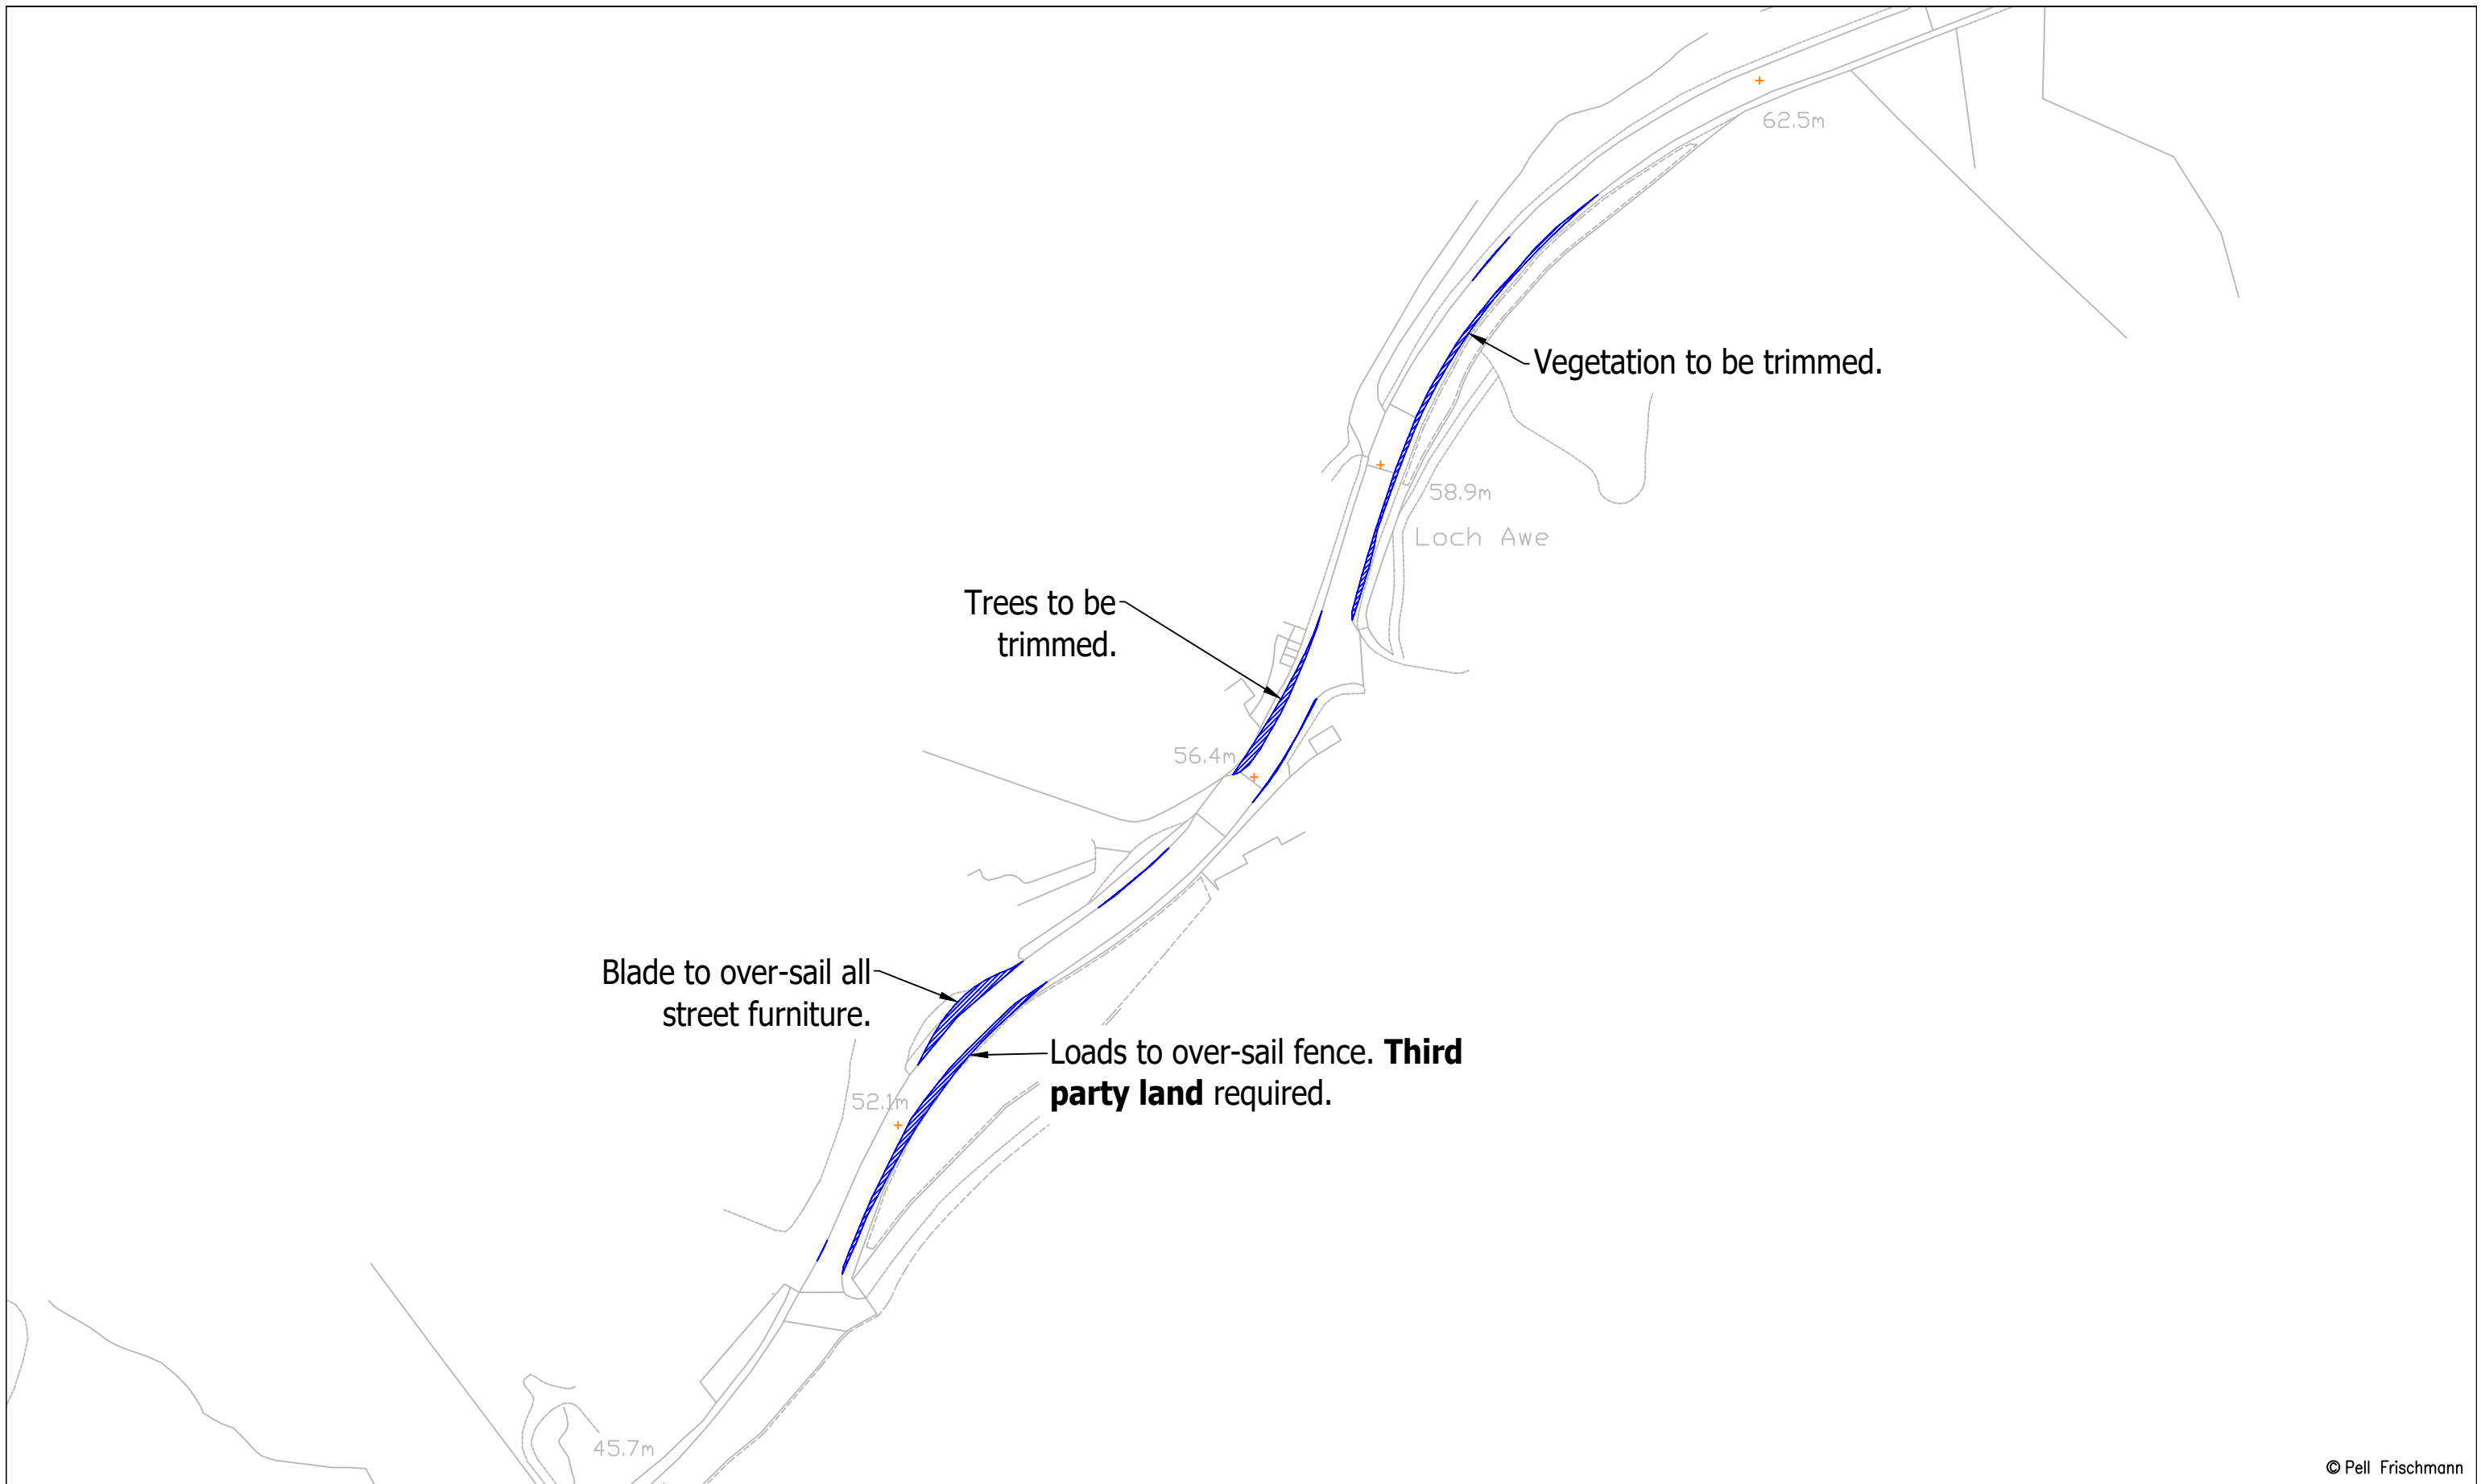 62.5m
Vegetation to be trimmed.
58.9m
Loch Awe
Trees to be
trimmed.
56.4m
Blade to over-sail all
street furniture.
Loads to over-sail fence. Third
party land required.
52.1m
45.7m
© Pell Frischmann